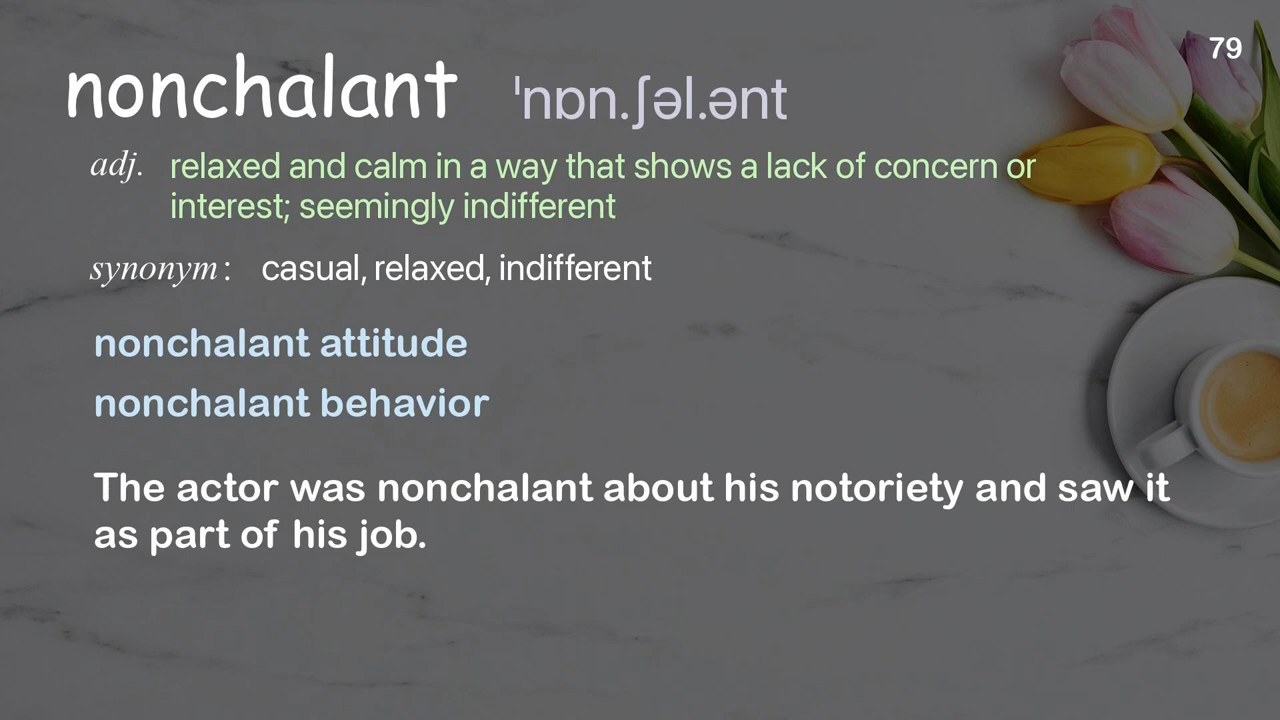 79
nonchalant ˈnɒn.ʃəl.ənt
adj. relaxed and calm in a way that shows a lack of concern or
interest; seemingly indifferent
synonym: casual, relaxed, indifferent
nonchalant attitude
nonchalant behavior
The actor was nonchalant about his notoriety and saw it
as part of his job.